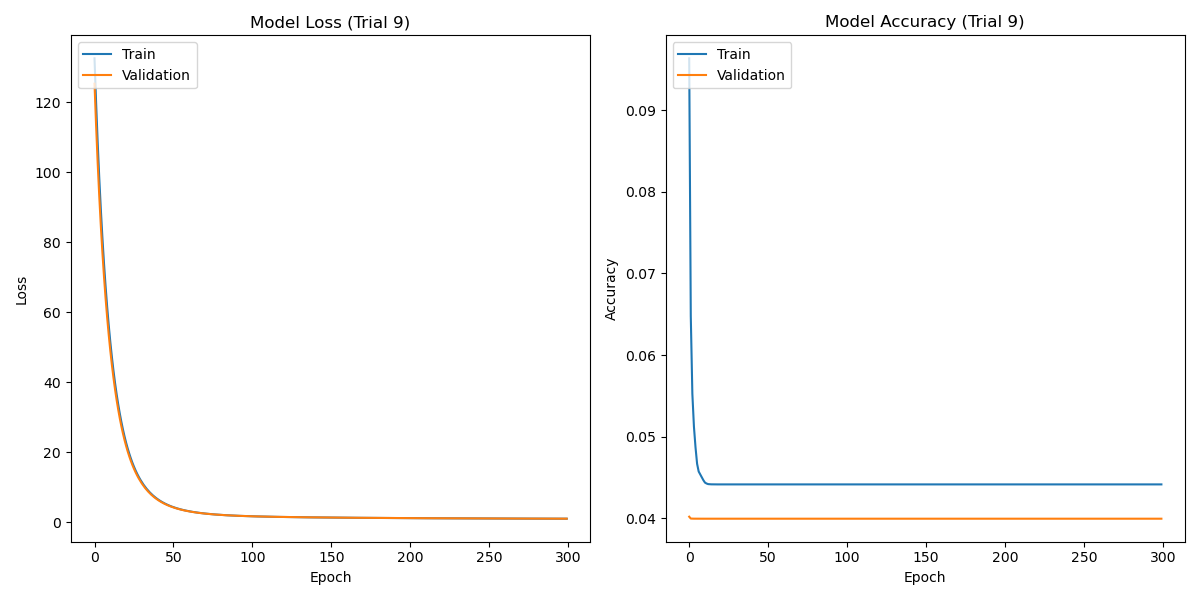 Model Loss (Trial 9)
Train
Validation
120
100
80
60
40
20
0
Loss
0 50 100 150 200 250 300
Epoch
Model Accuracy (Trial 9)
Train
Validation
0.09
0.08
0.07
0.06
0.05
0.04
Accuracy
0 50 100 150 200 250 300
Epoch